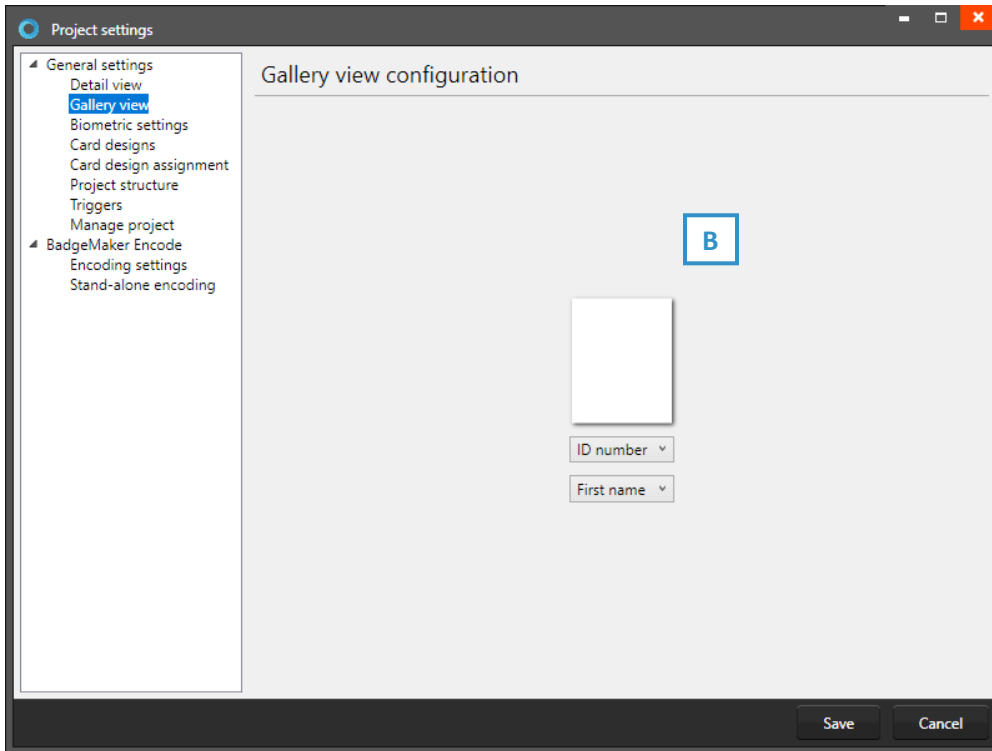 Project settings
General settings
Detail view
Gallery view
Biometric settings
Card designs
Card design assignment
Project structure
Triggers
Manage project
BadgeMaker Encode
Encoding settings
Stand-alone encoding
Gallery view configuration
B
ID number
First name
Save
Cancel